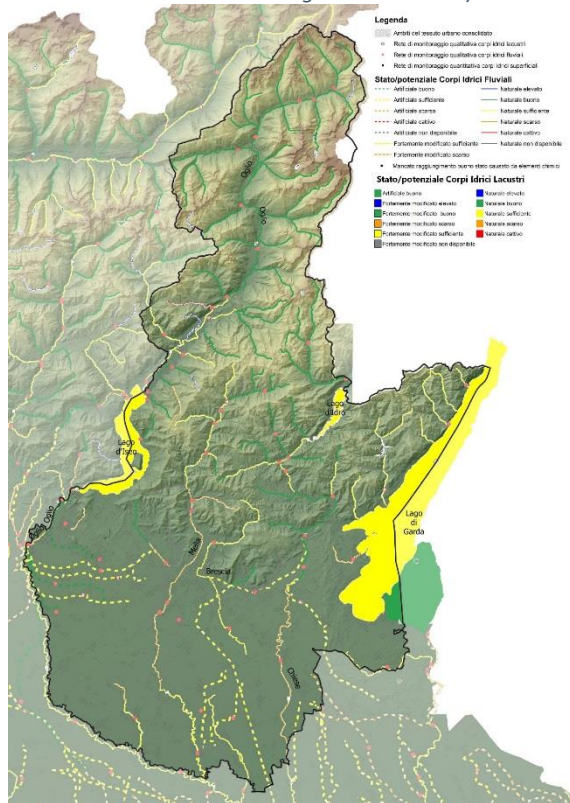 Legenda
Ambiti del tessuto urbano consolidato
Rete di monitoraggio qualitativa corpi idrici lacustri
Rete di monitoraggio qualitativa corpi idrici fluviali
Rete di monitoraggio quantitativa corpi idrici superficiali
Stato/potenziale Corpi Idrici Fluviali
Artificiale buono
Artificiale sufficiente
Artificiale scarso
Artificiale cattivo
Artificiale non disponibile
Fortemente modificato sufficiente
Fortemente modificato scarso
Naturale elevato
Naturale buono
Naturale sufficiente
Naturale scarso
Naturale cattivo
Naturale non disponibile
Mancato raggiungimento buono stato causato da elementi chimici
Stato/potenziale Corpi Idrici Lacustri
Artificiale buono
Fortemente modificato elevato
Fortemente modificato buono
Fortemente modificato scarso
Fortemente modificato sufficiente
Fortemente modificato non disponibile
Naturale elevato
Naturale buono
Naturale sufficiente
Naturale scarso
Naturale cattivo
Oglio
Oglio
Lago
d'Idro
Lago
d'Iseo
Lago
di
Garda
Oglio
Mella
Brescia
Chiese